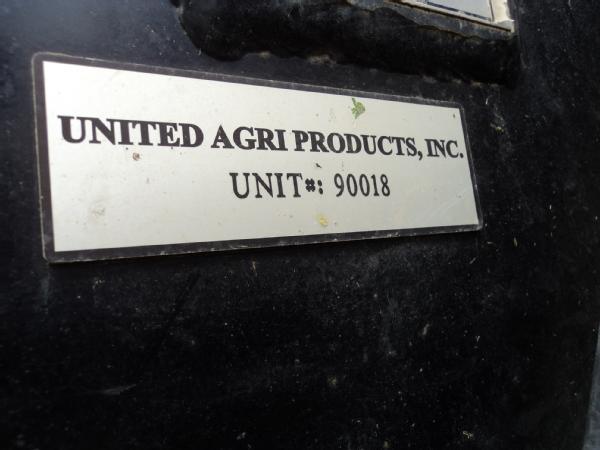 UNITED AGRI PRODUCTS, INC.
UNIT#: 90018